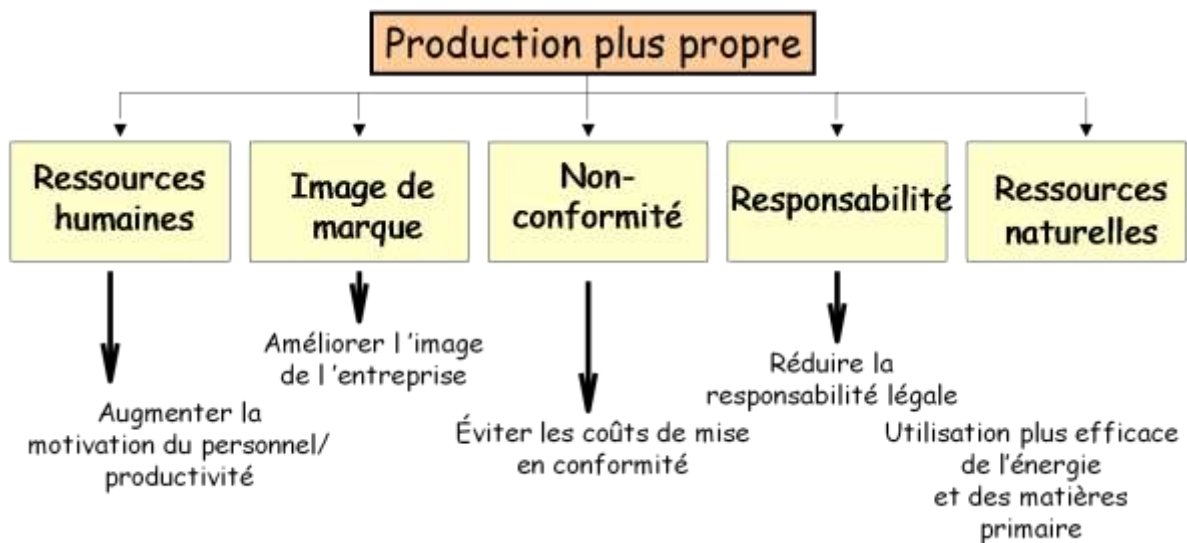 Production plus propre
Ressources
humaines
Image de
marque
Non-
conformité
Responsabilité
Ressources
naturelles
Augmenter la
motivation du personnel/
productivité
Améliorer l 'image
de l 'entreprise
Éviter les coûts de mise
en conformité
Réduire la
responsabilité légale
Utilisation plus efficace
de l'énergie
et des matières
primaire